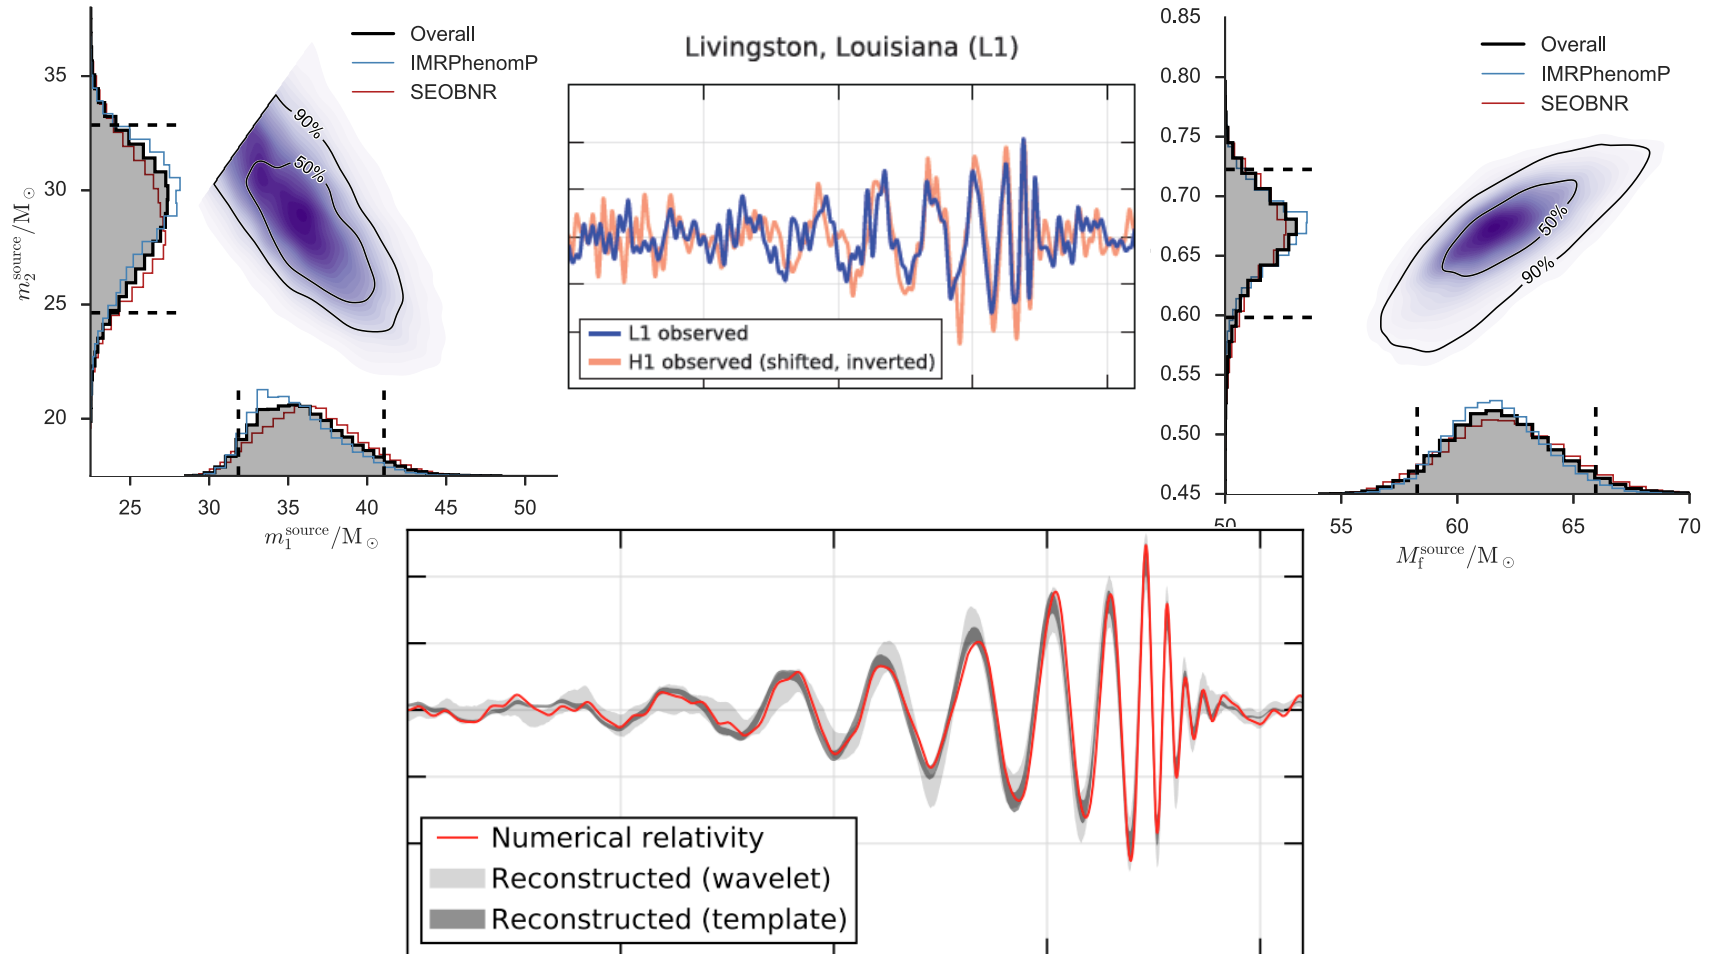 Overall
IMRPhenomP
SEOBNR
35
30
25
20
m₂^source/M☉
90%
50%
25
30
35
40
45
50
m₁^source/M☉
Livingston, Louisiana (L1)
L1 observed
H1 observed (shifted, inverted)
0.85
0.80
0.75
0.70
0.65
0.60
0.55
0.50
0.45
Overall
IMRPhenomP
SEOBNR
50%
90%
50
55
60
65
70
M_f^source/M☉
Numerical relativity
Reconstructed (wavelet)
Reconstructed (template)